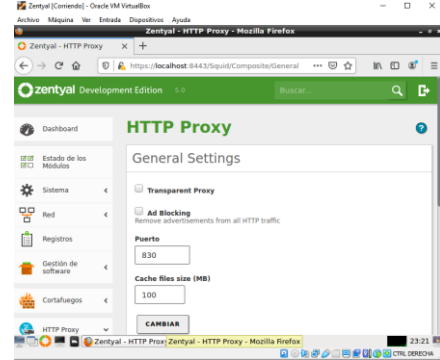 Zentyal [Corriendo] - Oracle VM VirtualBox
Archivo Máquina Ver Entrada Dispositivos Ayuda
Zentyal - HTTP Proxy - Mozilla Firefox
Zentyal - HTTP Proxy
https://localhost:8443/Squid/Composite/General
zentyal Development Edition 5.0
Buscar...
Dashboard
HTTP Proxy
Estado de los
Módulos
General Settings
Sistema
Transparent Proxy
Red
Ad Blocking
Remove advertisements from all HTTP traffic
Registros
Puerto
830
Gestión de
software
Cache files size (MB)
100
Cortafuegos
CAMBIAR
HTTP Proxy
Zentyal - HTTP Prox
Zentyal - HTTP Proxy - Mozilla Firefox
23:21
CTRL DERECHA